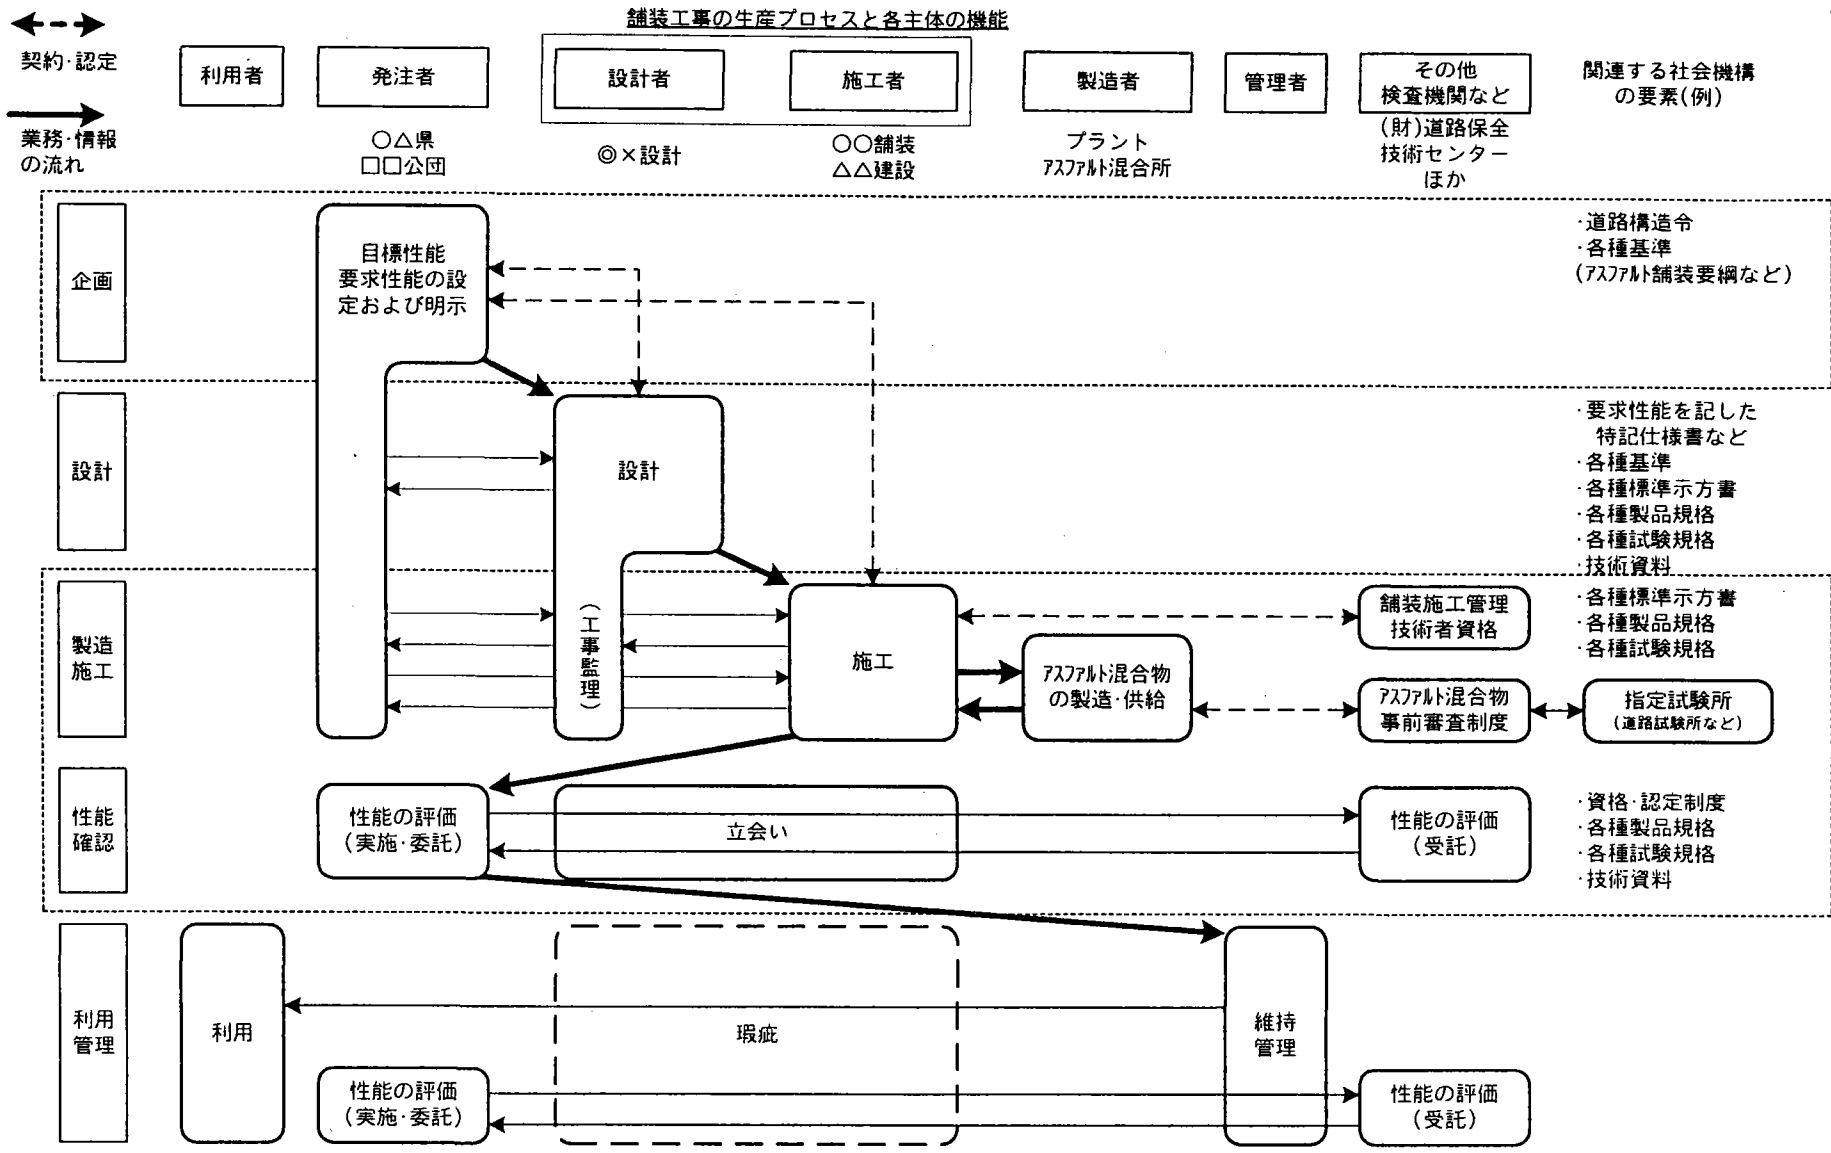 舗装工事の生産プロセスと各主体の機能
契約・認定
業務・情報
の流れ
利用者
発注者
設計者
施工者
製造者
管理者
その他
検査機関など
関連する社会機構
の要素(例)
○△県
□□公団
◎×設計
○○舗装
△△建設
プラント
ｱｽﾌｧﾙﾄ混合所
(財)道路保全
技術センター
ほか
企画
目標性能
要求性能の設
定および明示
・道路構造令
・各種基準
(ｱｽﾌｧﾙﾄ舗装要綱など)
設計
設計
・要求性能を記した
特記仕様書など
・各種基準
・各種標準示方書
・各種製品規格
・各種試験規格
・技術資料
製造
施工
(工事監理)
施工
ｱｽﾌｧﾙﾄ混合物
の製造・供給
舗装施工管理
技術者資格
ｱｽﾌｧﾙﾄ混合物
事前審査制度
指定試験所
(道路試験所など)
・各種標準示方書
・各種製品規格
・各種試験規格
性能
確認
性能の評価
(実施・委託)
立会い
性能の評価
(受託)
・資格・認定制度
・各種製品規格
・各種試験規格
・技術資料
利用
管理
利用
瑕疵
維持
管理
性能の評価
(実施・委託)
性能の評価
(受託)